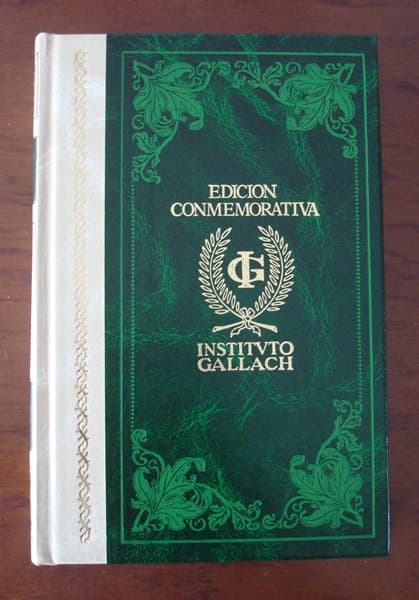 EDICION
CONMEMORATIVA
IG
INSTITVTO
GALLACH